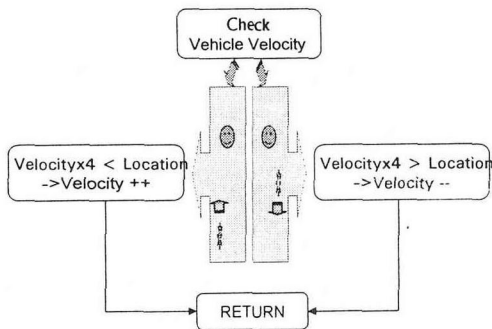 Check
Vehicle Velocity
Velocityx4 < Location
->Velocity ++
Velocityx4 > Location
->Velocity --
RETURN